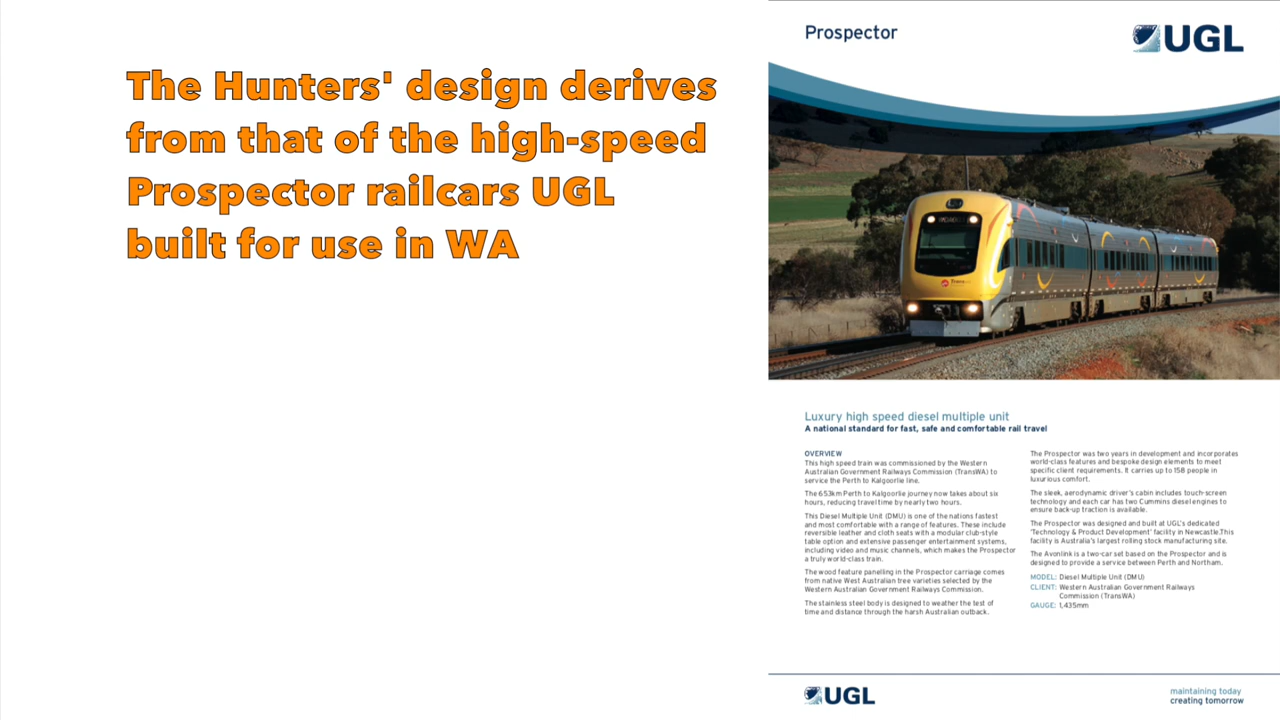 The Hunters' design derives
from that of the high-speed
Prospector railcars UGL
built for use in WA
Prospector
UGL
Luxury high speed diesel multiple unit
A national standard for fast, safe and comfortable rail travel
OVERVIEW
This high speed train was commissioned by the Western
Australian Government Railways Commission (TransWA) to
service the Perth to Kalgoorlie line.
The 653km Perth to Kalgoorlie journey now takes about six
hours, reducing travel time by nearly two hours.
This Diesel Multiple Unit (DMU) is one of the nations fastest
and most comfortable with a range of features. These include
reversible leather and cloth seats with a modular club-style
table option and extensive passenger entertainment systems,
including video and music channels, which makes the Prospector
a truly world-class train.
The wood feature panelling in the Prospector carriage comes
from native West Australian tree varieties selected by the
Western Australian Government Railways Commission.
The stainless steel body is designed to weather the test of
time and distance through the harsh Australian outback.
The Prospector was two years in development and incorporates
world-class features and bespoke design elements to meet
specific client requirements. It carries up to 158 people in
luxurious comfort.
The sleek, aerodynamic driver's cabin includes touch-screen
technology and each car has two Cummins diesel engines to
ensure back-up traction is available.
The Prospector was designed and built at UGL's dedicated
'Technology & Product Development' facility in Newcastle.This
facility is Australia's largest rolling stock manufacturing site.
The Avonlink is a two-car set based on the Prospector and is
designed to provide a service between Perth and Northam.
MODEL: Diesel Multiple Unit (DMU)
CLIENT: Western Australian Government Railways
Commission (TransWA)
GAUGE: 1,435mm
UGL
maintaining today
creating tomorrow